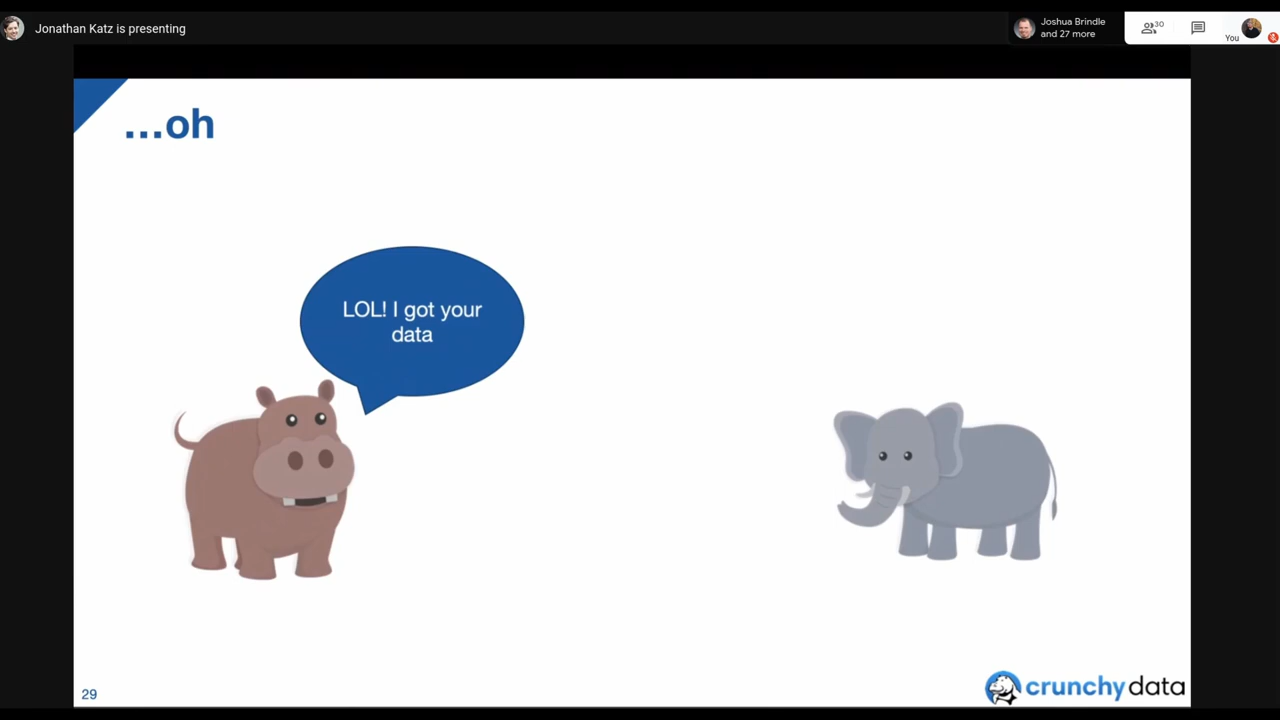 Jonathan Katz is presenting
Joshua Brindle
and 27 more
30
You
...oh
LOL! I got your
data
29
crunchydata